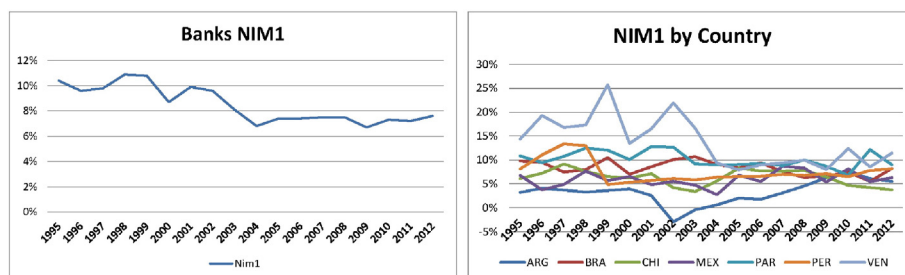 Banks NIM1
12%
10%
8%
6%
4%
2%
0%
1995 1996 1997 1998 1999 2000 2001 2002 2003 2004 2005 2006 2007 2008 2009 2010 2011 2012
Nim1
NIM1 by Country
30%
25%
20%
15%
10%
5%
0%
-5%
1995 1996 1997 1998 1999 2000 2001 2002 2003 2004 2005 2006 2007 2008 2009 2010 2011 2012
ARG BRA CHI MEX PAR PER VEN